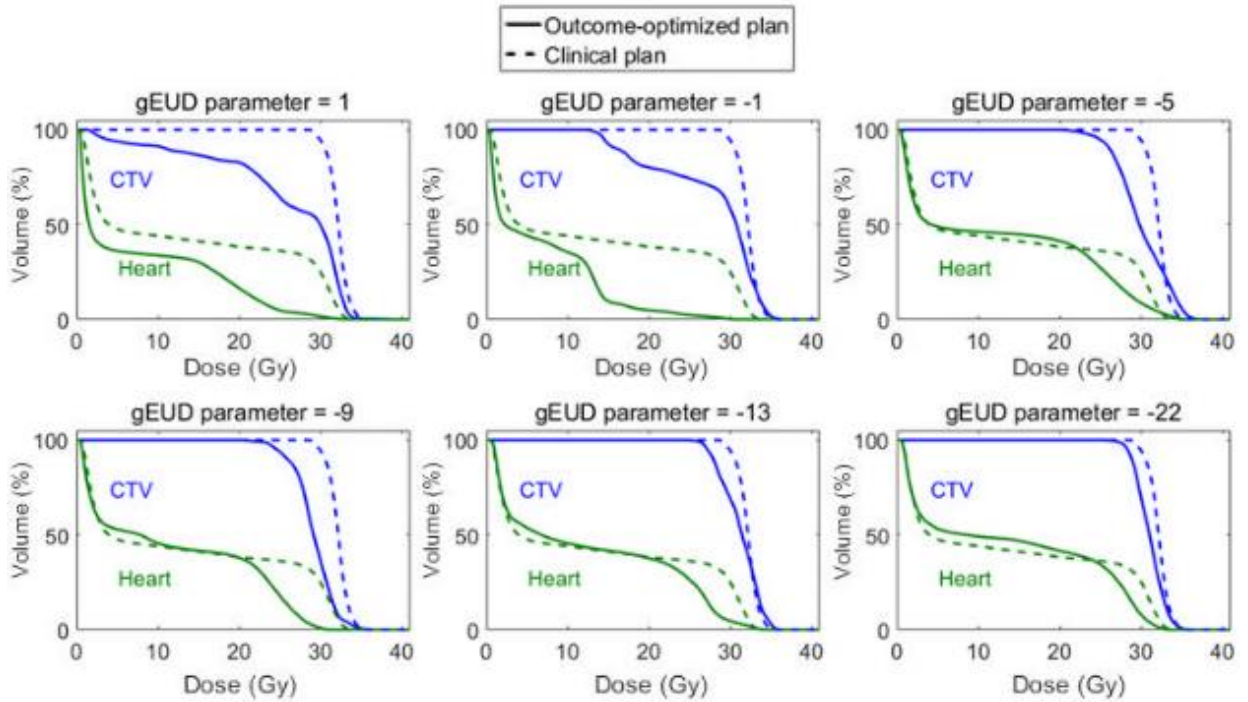 Outcome-optimized plan
Clinical plan
gEUD parameter = 1
gEUD parameter = -1
gEUD parameter = -5
Volume (%)
100
50
0
CTV
Heart
0 10 20 30 40
Dose (Gy)
Volume (%)
100
50
0
CTV
Heart
0 10 20 30 40
Dose (Gy)
Volume (%)
100
50
0
CTV
Heart
0 10 20 30 40
Dose (Gy)
gEUD parameter = -9
gEUD parameter = -13
gEUD parameter = -22
Volume (%)
100
50
0
CTV
Heart
0 10 20 30 40
Dose (Gy)
Volume (%)
100
50
0
CTV
Heart
0 10 20 30 40
Dose (Gy)
Volume (%)
100
50
0
CTV
Heart
0 10 20 30 40
Dose (Gy)